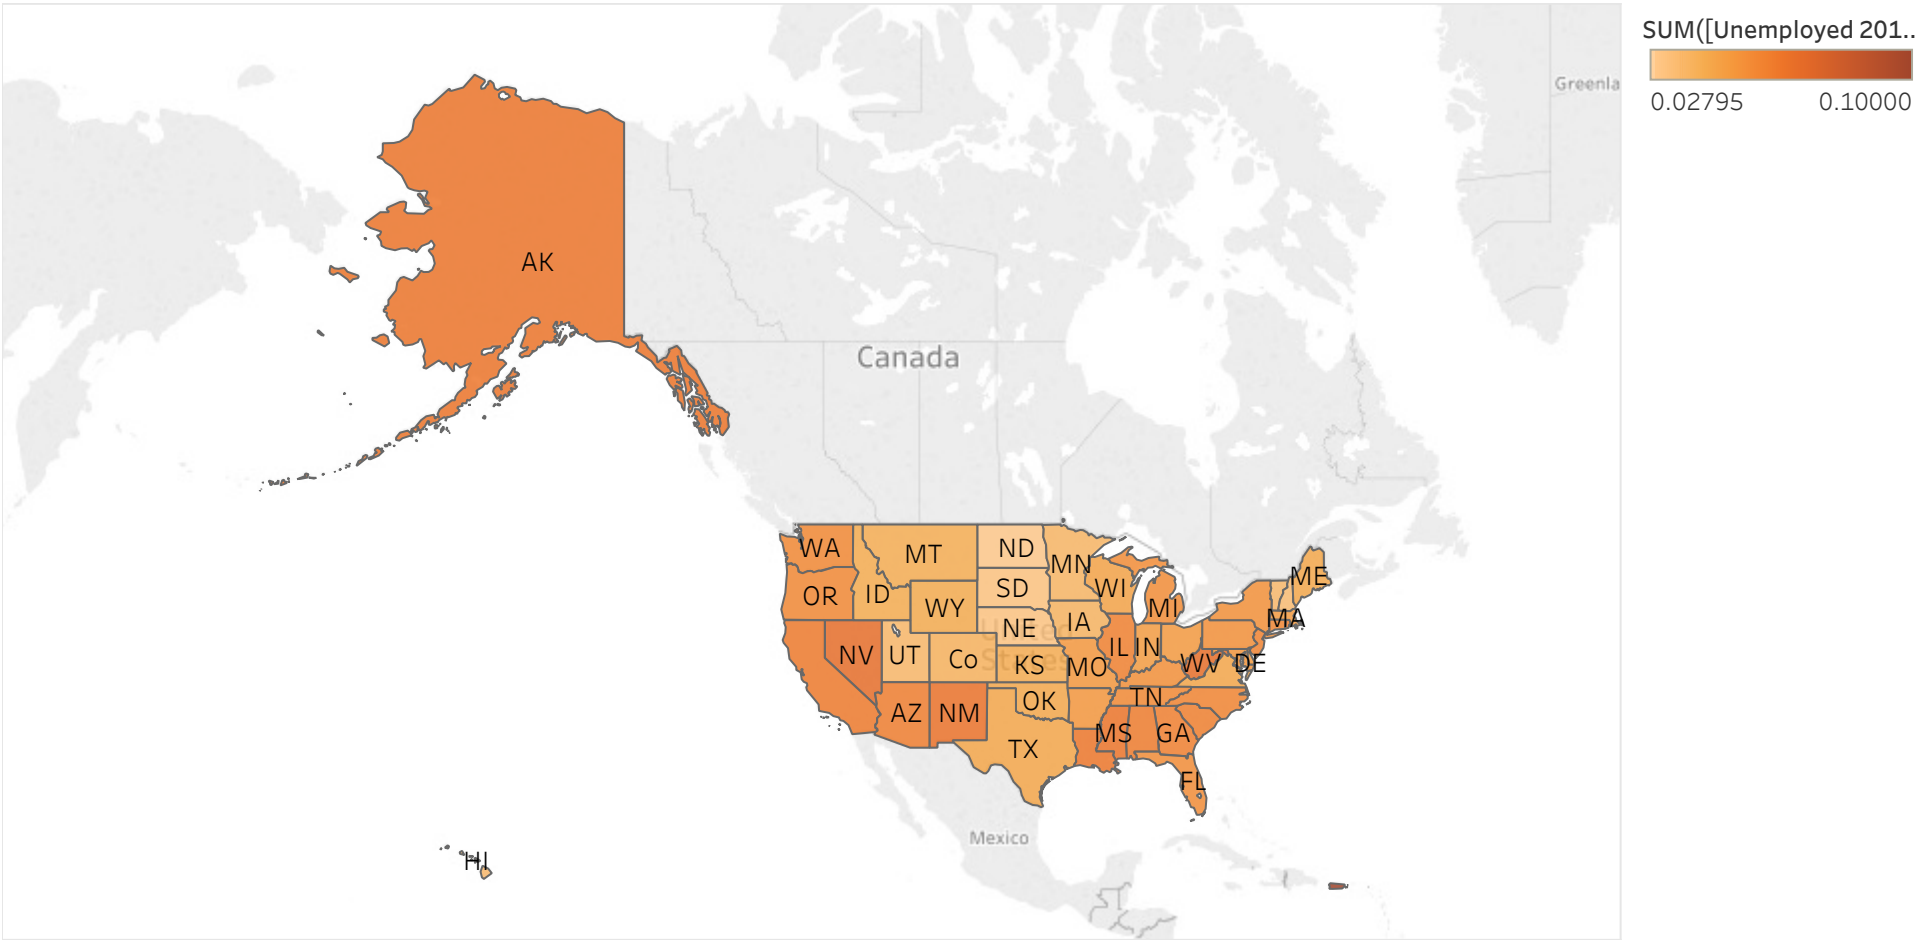 SUM([Unemployed 201..
0.02795 0.10000
Greenla
AK
Canada
WA MT ND MN ME
OR ID WY SD WI MI MA
NV UT Co NE IA IL IN WV DE
United
States
KS MO
AZ NM OK TN
TX MS GA
FL
Mexico
HI